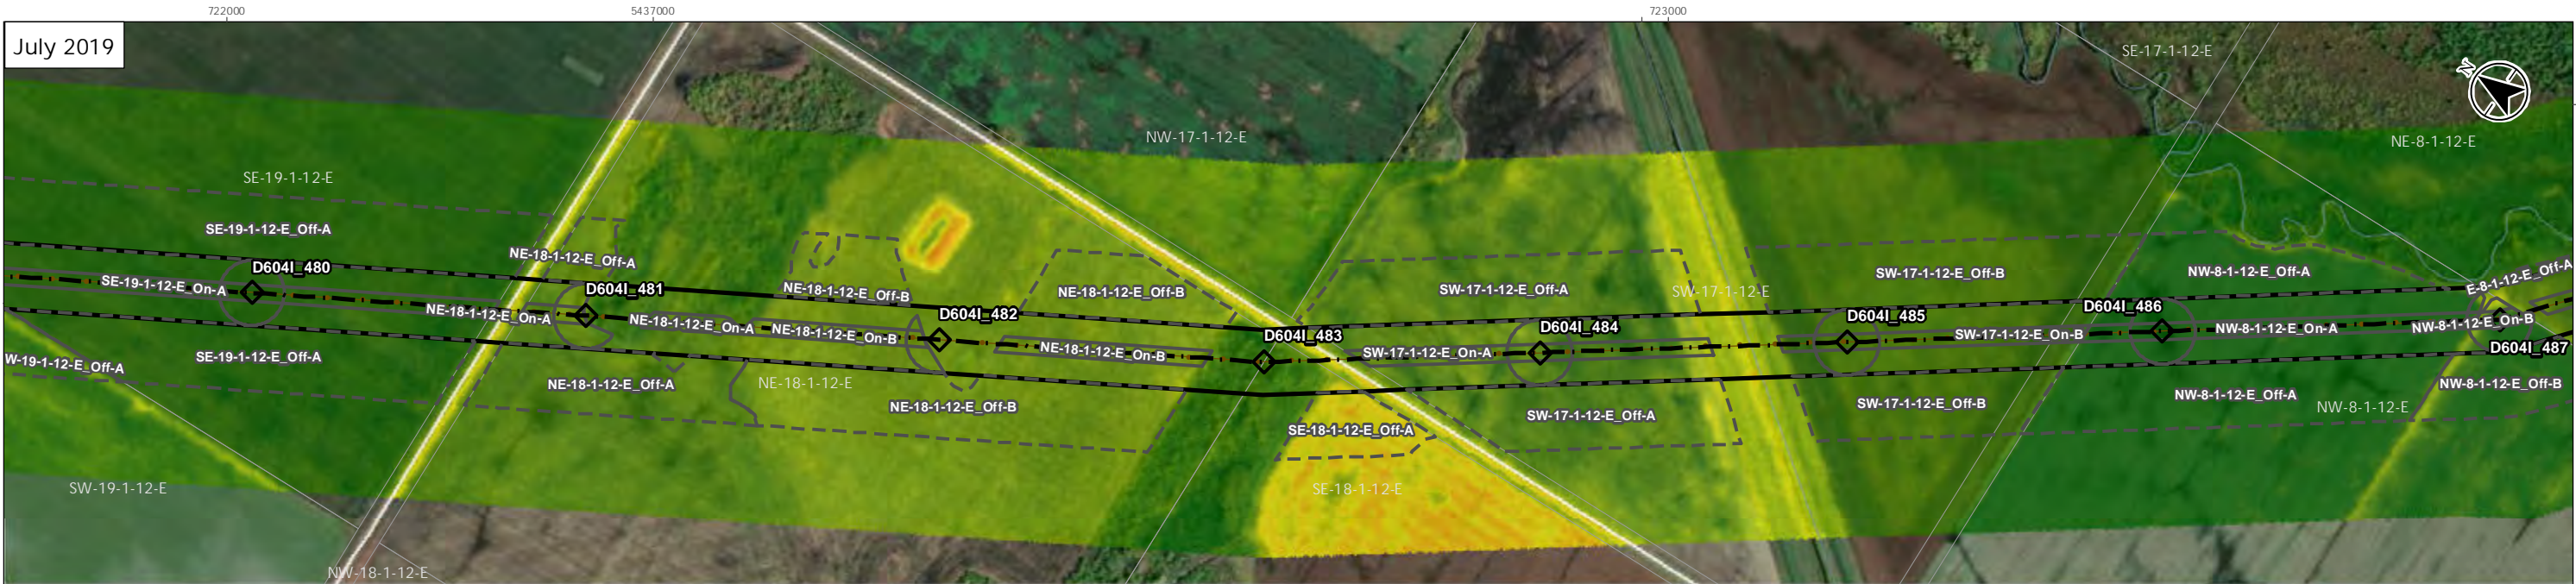 722000
5437000
723000
July 2019
SE-17-1-12-E
N
NW-17-1-12-E
NE-8-1-12-E
SE-19-1-12-E
SE-19-1-12-E_Off-A
NE-18-1-12-E_Off-A
D604I_480
SE-19-1-12-E_On-A
D604I_481
NE-18-1-12-E_Off-B
NE-18-1-12-E_Off-B
SW-17-1-12-E_Off-A
SW-17-1-12-E
SW-17-1-12-E_Off-B
NW-8-1-12-E_Off-A
E-8-1-12-E_Off-A
NE-18-1-12-E_On-A
NE-18-1-12-E_On-A
NE-18-1-12-E_On-B
D604I_482
D604I_483
D604I_484
D604I_485
D604I_486
NE-18-1-12-E_On-B
SW-17-1-12-E_On-A
SW-17-1-12-E_On-B
NW-8-1-12-E_On-A
NW-8-1-12-E_On-B
D604I_487
W-19-1-12-E_Off-A
SE-19-1-12-E_Off-A
NE-18-1-12-E_Off-A
NE-18-1-12-E
NE-18-1-12-E_Off-B
SE-18-1-12-E_Off-A
SW-17-1-12-E_Off-A
SW-17-1-12-E_Off-B
NW-8-1-12-E_Off-A
NW-8-1-12-E
NW-8-1-12-E_Off-B
SW-19-1-12-E
SE-18-1-12-E
NW-18-1-12-E